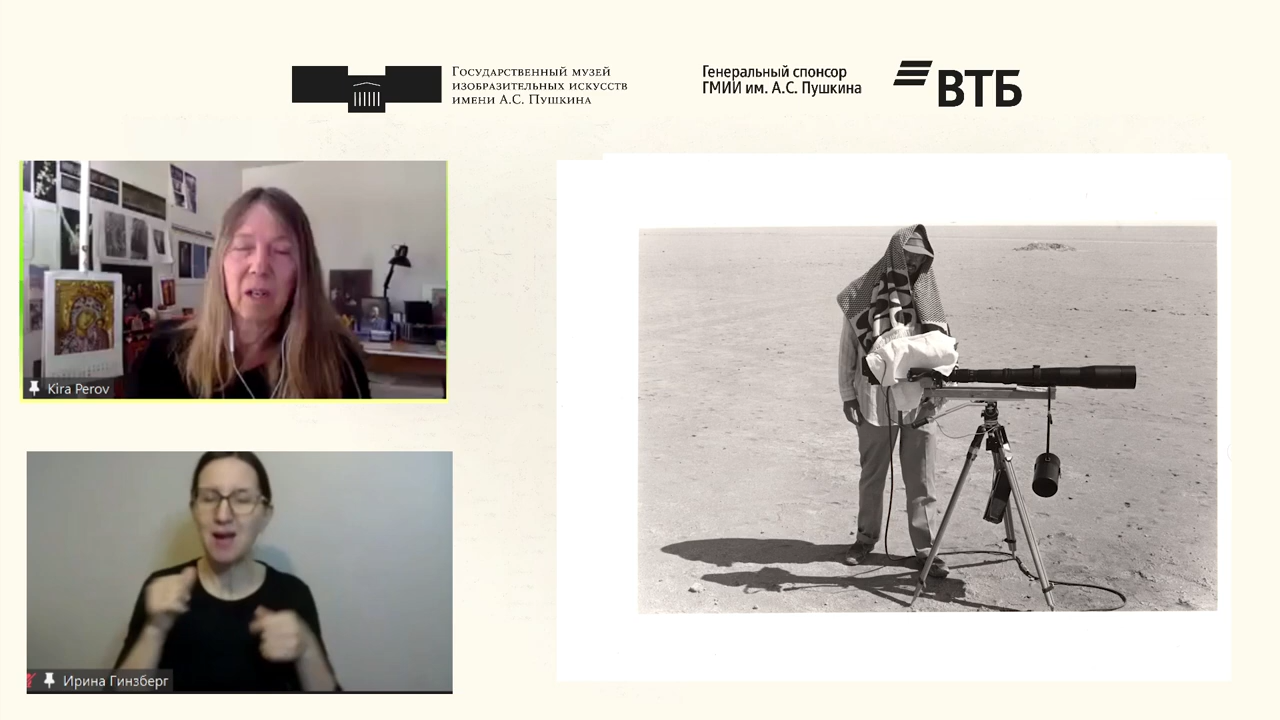 Государственный музей
изобразительных искусств
имени А.С. Пушкина
Генеральный спонсор
ГМИИ им. А.С. Пушкина
ВТБ
Kira Perov
Ирина Гинзберг